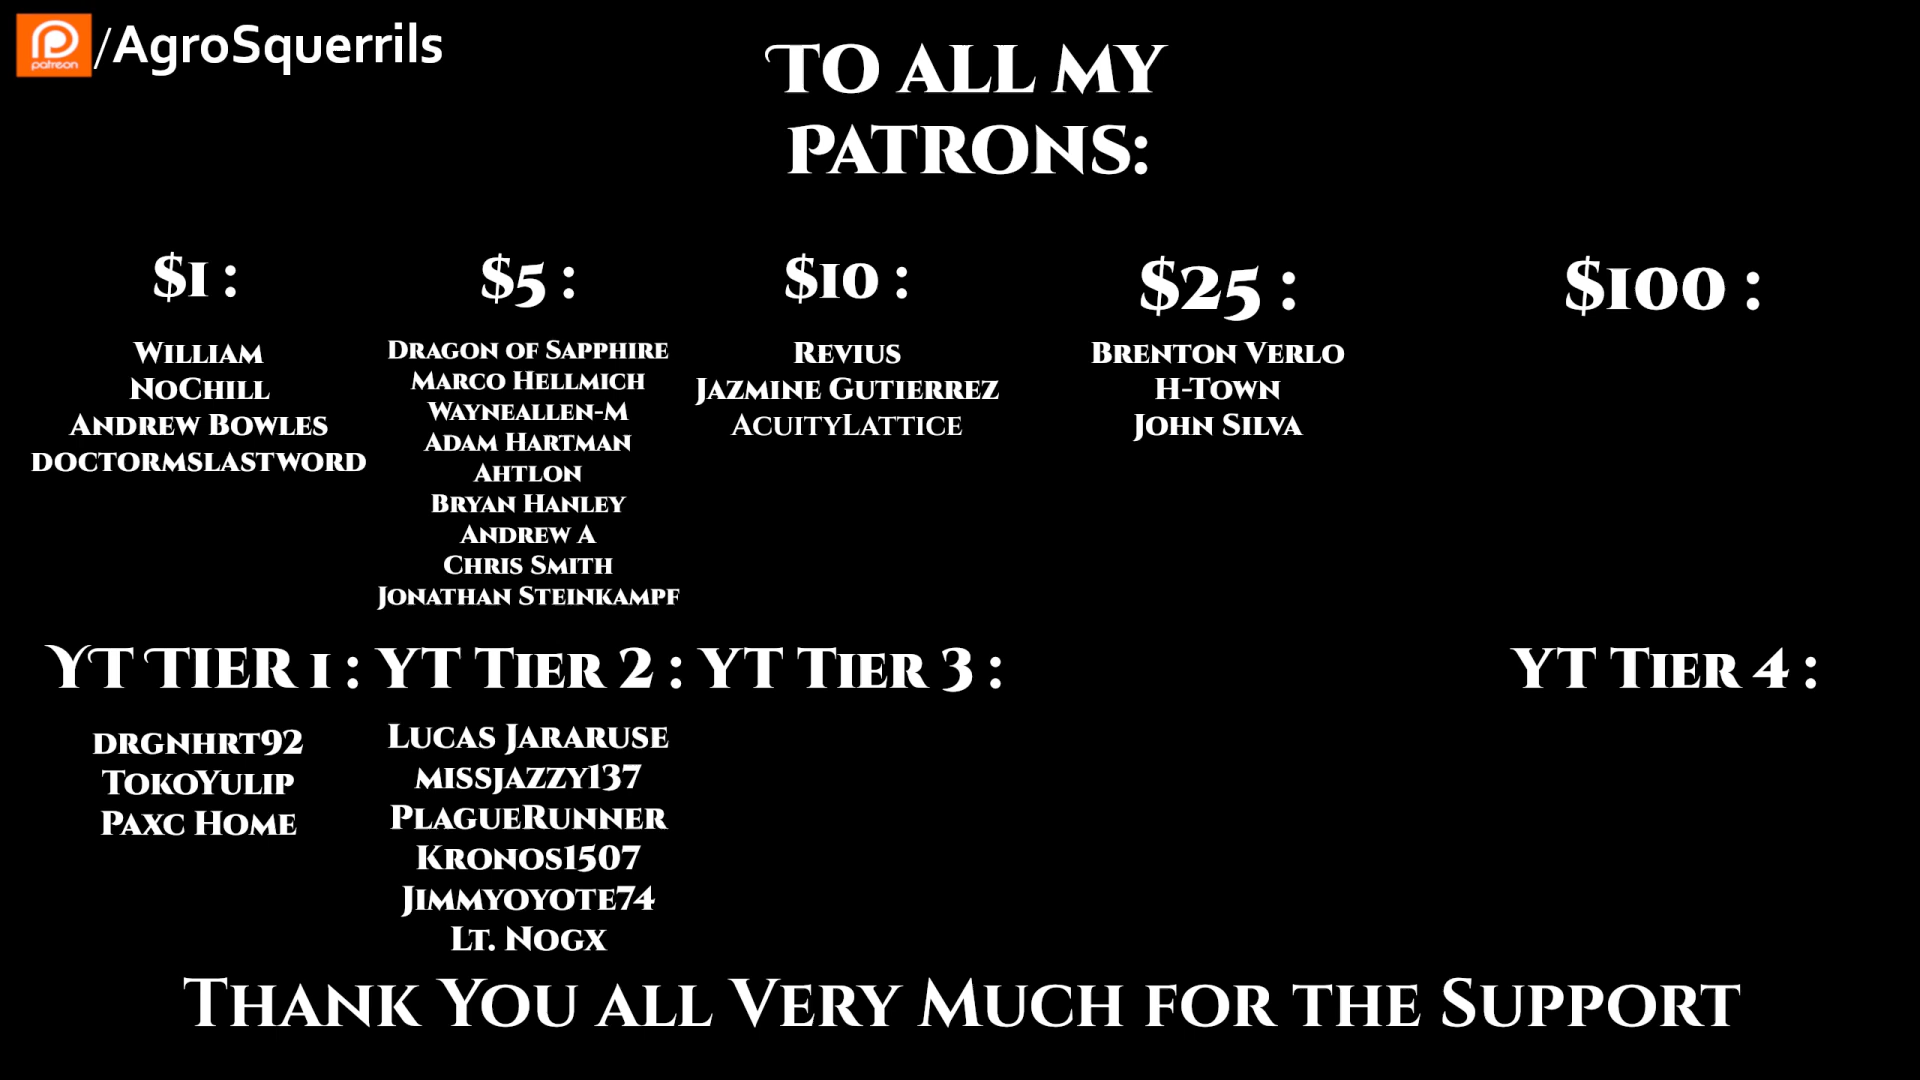 patreon
/AgroSquerrils
To all my
Patrons:
$1 :
William
NoChill
Andrew Bowles
doctormslastword
$5 :
Dragon of Sapphire
Marco Hellmich
Wayneallen-M
Adam Hartman
Ahtlon
Bryan Hanley
Andrew A
Chris Smith
Jonathan Steinkampf
$10 :
Revius
Jazmine Gutierrez
AcuityLattice
$25 :
Brenton Verlo
H-Town
John Silva
$100 :
YT Tier 1 :
drgnhrt92
TokoYulip
Paxc Home
YT Tier 2 :
Lucas Jararuse
missjazzy137
PlagueRunner
Kronos1507
Jimmyoyote74
Lt. Nogx
YT Tier 3 :
YT Tier 4 :
Thank You all Very Much for the Support